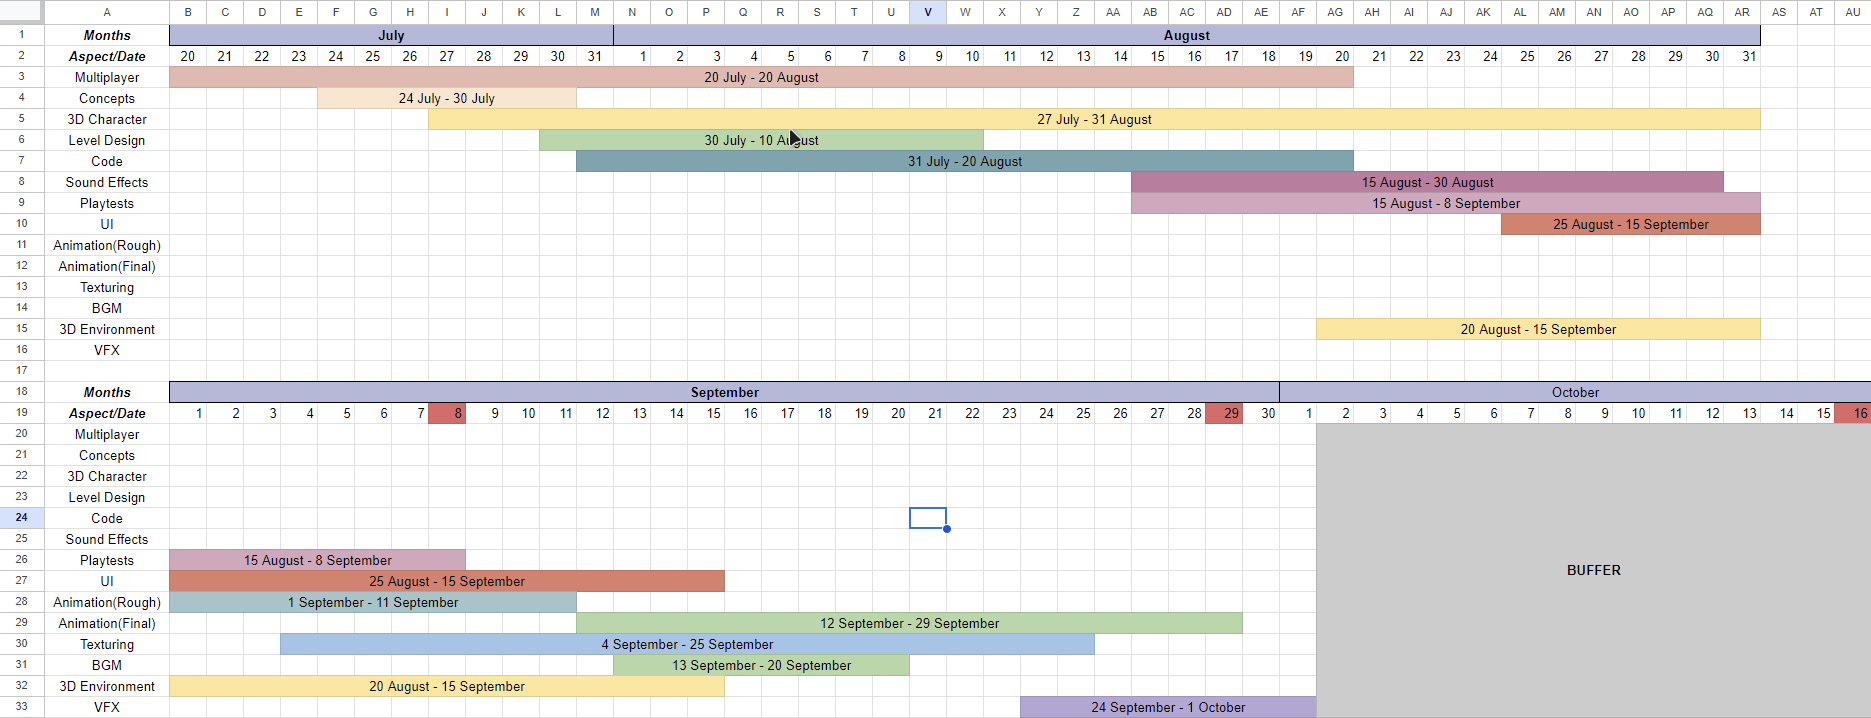 A B C D E F G H I J K L M N O P Q R S T U V W X Y Z AA AB AC AD AE AF AG AH AI AJ AK AL AM AN AO AP AQ AR AS AT AU
1 Months July August
2 Aspect/Date 20 21 22 23 24 25 26 27 28 29 30 31 1 2 3 4 5 6 7 8 9 10 11 12 13 14 15 16 17 18 19 20 21 22 23 24 25 26 27 28 29 30 31
3 Multiplayer 20 July - 20 August
4 Concepts 24 July - 30 July
5 3D Character 27 July - 31 August
6 Level Design 30 July - 10 August
7 Code 31 July - 20 August
8 Sound Effects 15 August - 30 August
9 Playtests 15 August - 8 September
10 UI 25 August - 15 September
11 Animation(Rough)
12 Animation(Final)
13 Texturing
14 BGM
15 3D Environment 20 August - 15 September
16 VFX
17
18 Months September October
19 Aspect/Date 1 2 3 4 5 6 7 8 9 10 11 12 13 14 15 16 17 18 19 20 21 22 23 24 25 26 27 28 29 30 1 2 3 4 5 6 7 8 9 10 11 12 13 14 15 16
20 Multiplayer
21 Concepts
22 3D Character
23 Level Design
24 Code
25 Sound Effects
26 Playtests 15 August - 8 September
BUFFER
27 UI 25 August - 15 September
28 Animation(Rough) 1 September - 11 September
29 Animation(Final) 12 September - 29 September
30 Texturing 4 September - 25 September
31 BGM 13 September - 20 September
32 3D Environment 20 August - 15 September
33 VFX 24 September - 1 October